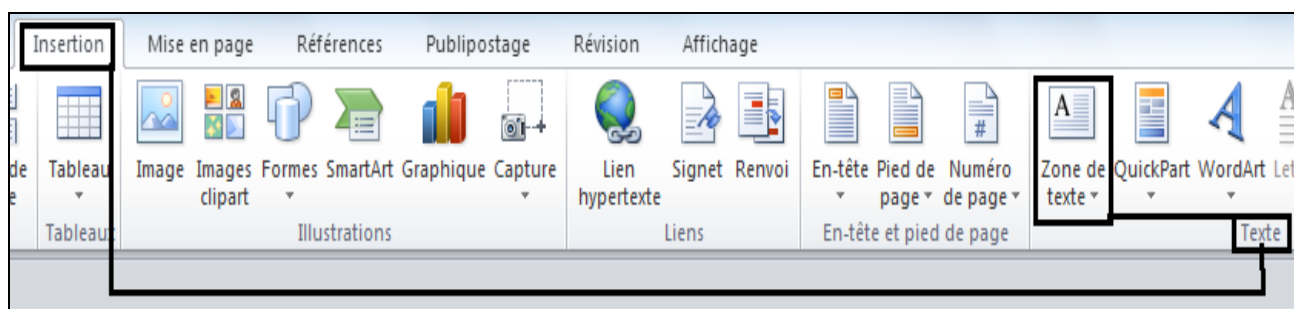 Insertion Mise en page Références Publipostage Révision Affichage
de Tableau Image Images Formes SmartArt Graphique Capture Lien Signet Renvoi En-tête Pied de Numéro Zone de QuickPart WordArt Let
e clipart hypertexte page de page texte
Tableaux Illustrations Liens En-tête et pied de page Texte